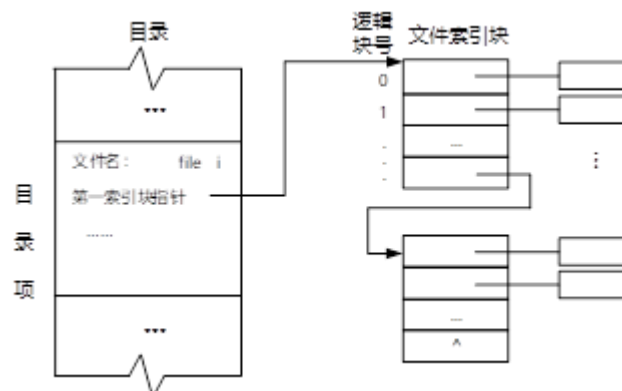 目录
•••
文件名： file i
第一索引块指针
……
•••
目
录
项
逻辑
块号
0
1
.
.
.
文件索引块
...
⋮
...
^